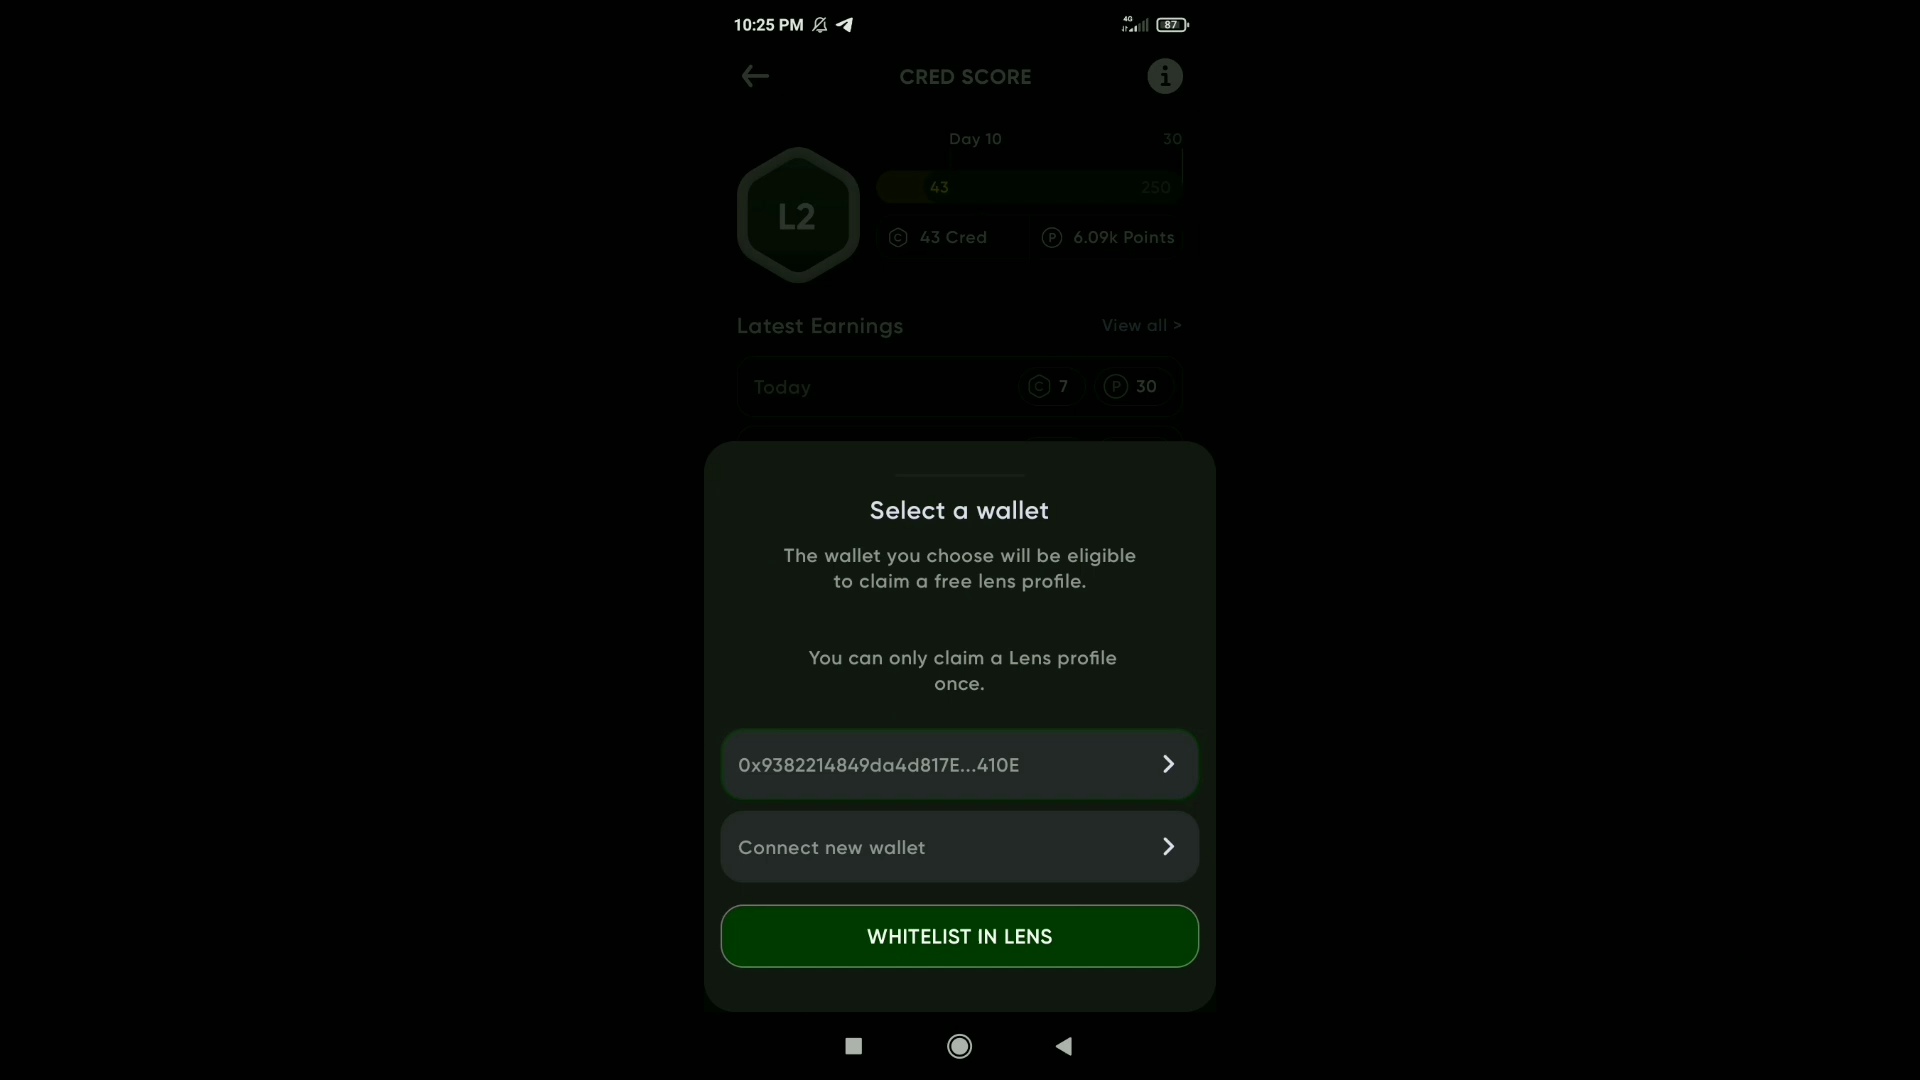 10:25 PM 4G 87
CRED SCORE
Day 10 30
43 250
L2
43 Cred 6.09k Points
Latest Earnings View all >
Today C 7 P 30
Select a wallet
The wallet you choose will be eligible
to claim a free lens profile.
You can only claim a Lens profile
once.
0x9382214849da4d817E...410E
Connect new wallet
WHITELIST IN LENS